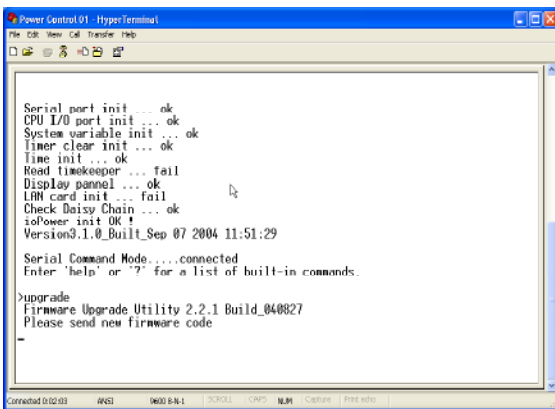 Power Control 01 - HyperTerminal
File Edit View Call Transfer Help
Serial port init ... ok
CPU I/O port init ... ok
System variable init ... ok
Timer clear init ... ok
Time init ... ok
Read timekeeper ... fail
Display pannel ... ok
LAN card init ... fail
Check Daisy Chain ... ok
ioPower init OK !
Version3.1.0_Built_Sep 07 2004 11:51:29
Serial Command Mode.....connected
Enter 'help' or '?' for a list of built-in commands.
>upgrade
Firmware Upgrade Utility 2.2.1 Build_040827
Please send new firmware code
Connected 0:02:03 ANSI 9600 8-N-1 SCROLL CAPS NUM Capture Print echo